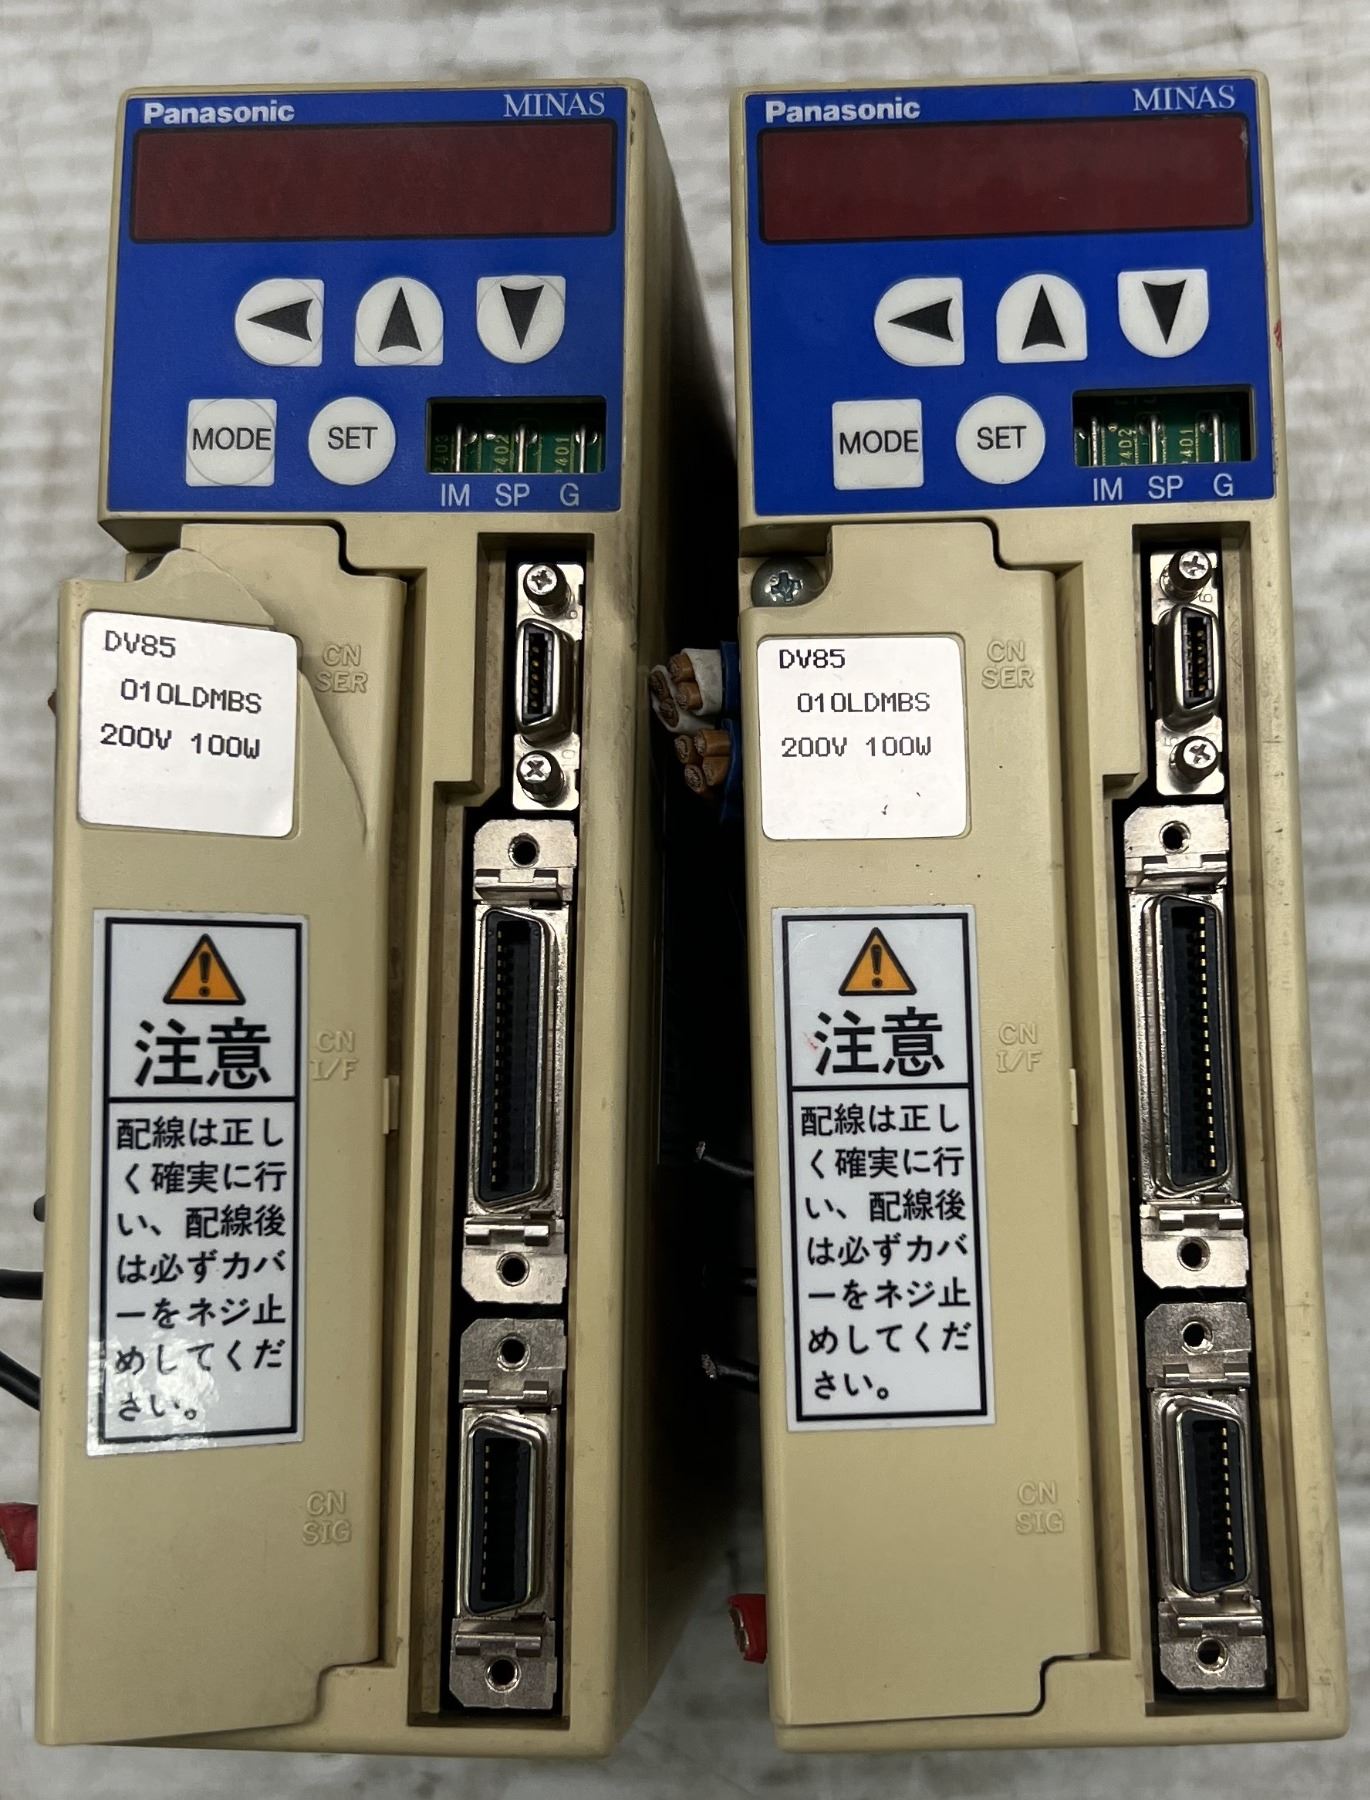 Panasonic MINAS
MODE SET
403 402 401
IM SP G
DV85
010LDMBS
200V 100W
CN
SER
注意
配線は正し
く確実に行
い、配線後
は必ずカバ
ーをネジ止
めしてくだ
さい。
CN
I/F
CN
SIG
Panasonic MINAS
MODE SET
402 401
IM SP G
DV85
010LDMBS
200V 100W
CN
SER
注意
配線は正し
く確実に行
い、配線後
は必ずカバ
ーをネジ止
めしてくだ
さい。
CN
I/F
CN
SIG